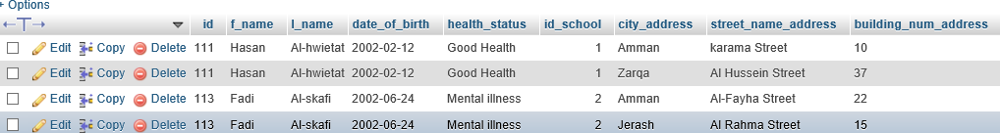 + Options
←T→ id f_name l_name date_of_birth health_status id_school city_address street_name_address building_num_address
Edit Copy Delete 111 Hasan Al-hwietat 2002-02-12 Good Health 1 Amman karama Street 10
Edit Copy Delete 111 Hasan Al-hwietat 2002-02-12 Good Health 1 Zarqa Al Hussein Street 37
Edit Copy Delete 113 Fadi Al-skafi 2002-06-24 Mental illness 2 Amman Al-Fayha Street 22
Edit Copy Delete 113 Fadi Al-skafi 2002-06-24 Mental illness 2 Jerash Al Rahma Street 15